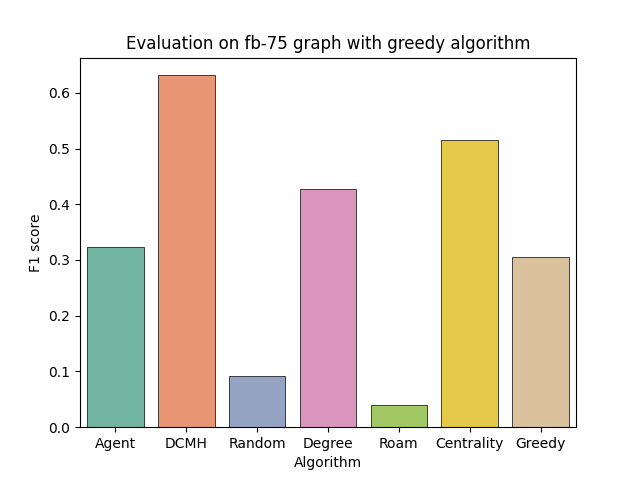 Evaluation on fb-75 graph with greedy algorithm
F1 score
0.6
0.5
0.4
0.3
0.2
0.1
0.0
Agent DCMH Random Degree Roam Centrality Greedy
Algorithm